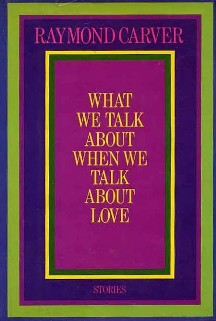 RAYMOND CARVER
WHAT
WE TALK
ABOUT
WHEN WE
TALK
ABOUT
LOVE
STORIES